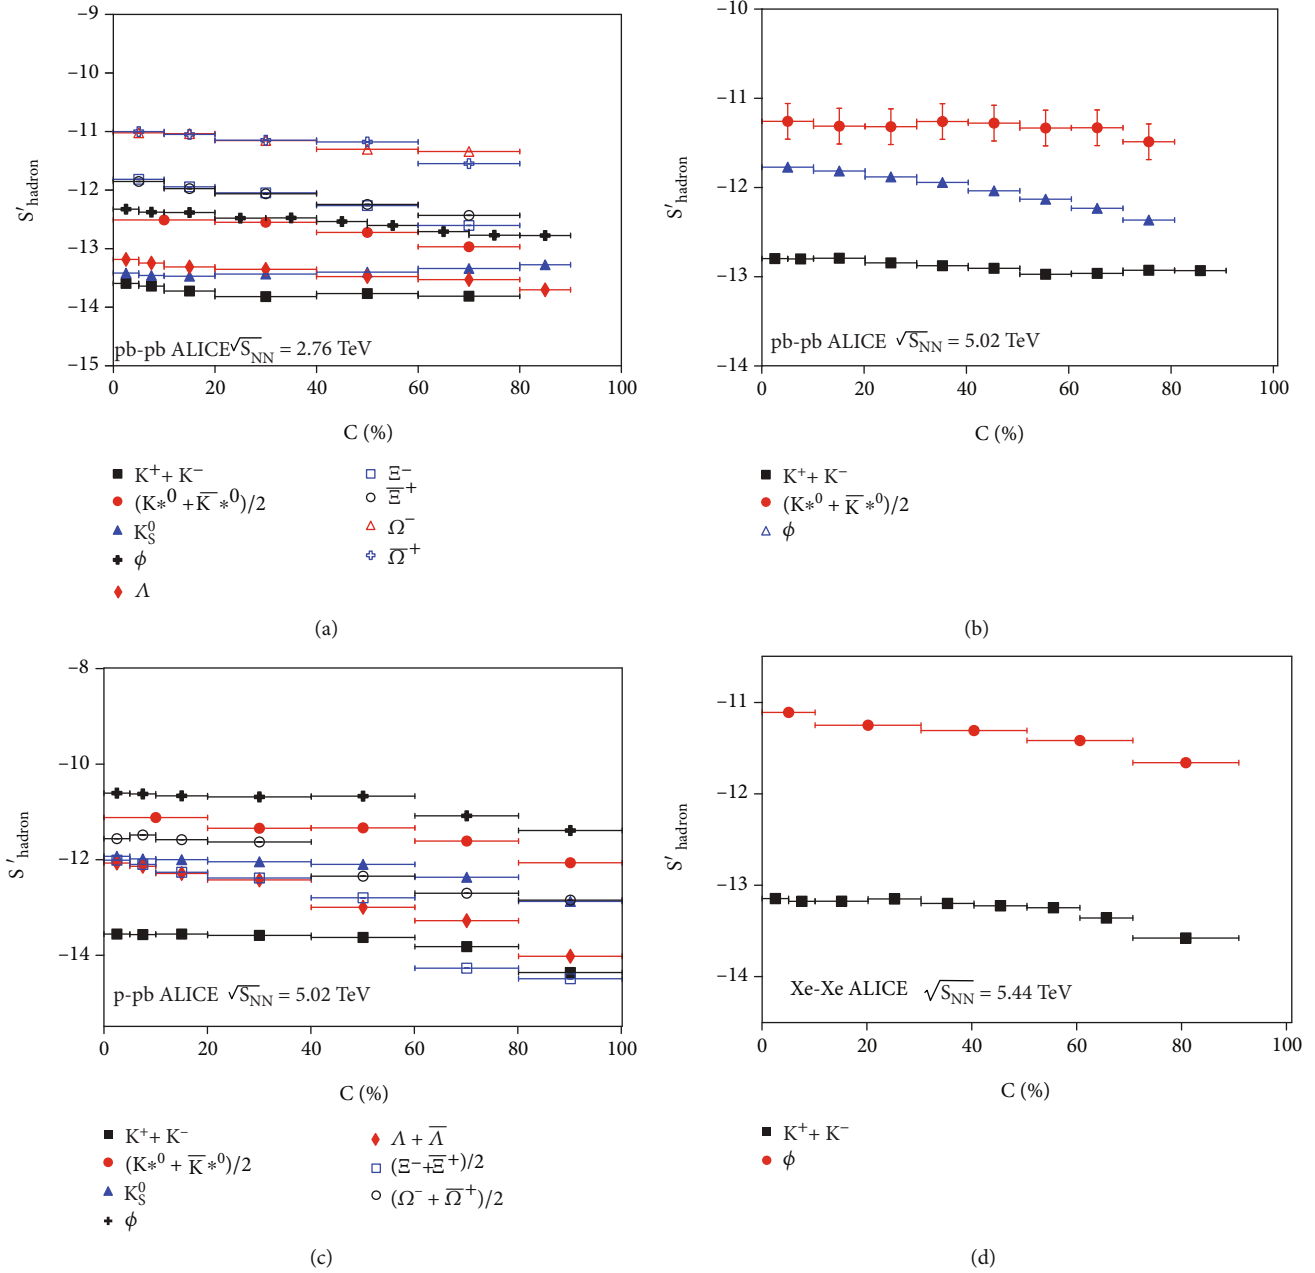 −9
−10
−11
−12
−13
−14
−15
S′hadron
pb-pb ALICE √SNN = 2.76 TeV
0 20 40 60 80 100
C (%)
K⁺ + K⁻
(K*⁰ + K̅*⁰)/2
K⁰S
ϕ
Λ
Ξ⁻
Ξ̅⁺
Ω⁻
Ω̅⁺
(a)
−10
−11
−12
−13
−14
S′hadron
pb-pb ALICE √SNN = 5.02 TeV
0 20 40 60 80 100
C (%)
K⁺ + K⁻
(K*⁰ + K̅*⁰)/2
ϕ
(b)
−8
−10
−12
−14
S′hadron
p-pb ALICE √SNN = 5.02 TeV
0 20 40 60 80 100
C (%)
K⁺ + K⁻
(K*⁰ + K̅*⁰)/2
K⁰S
ϕ
Λ + Λ̅
(Ξ⁻ + Ξ̅⁺)/2
(Ω⁻ + Ω̅⁺)/2
(c)
−11
−12
−13
−14
S′hadron
Xe-Xe ALICE √SNN = 5.44 TeV
0 20 40 60 80 100
C (%)
K⁺ + K⁻
ϕ
(d)